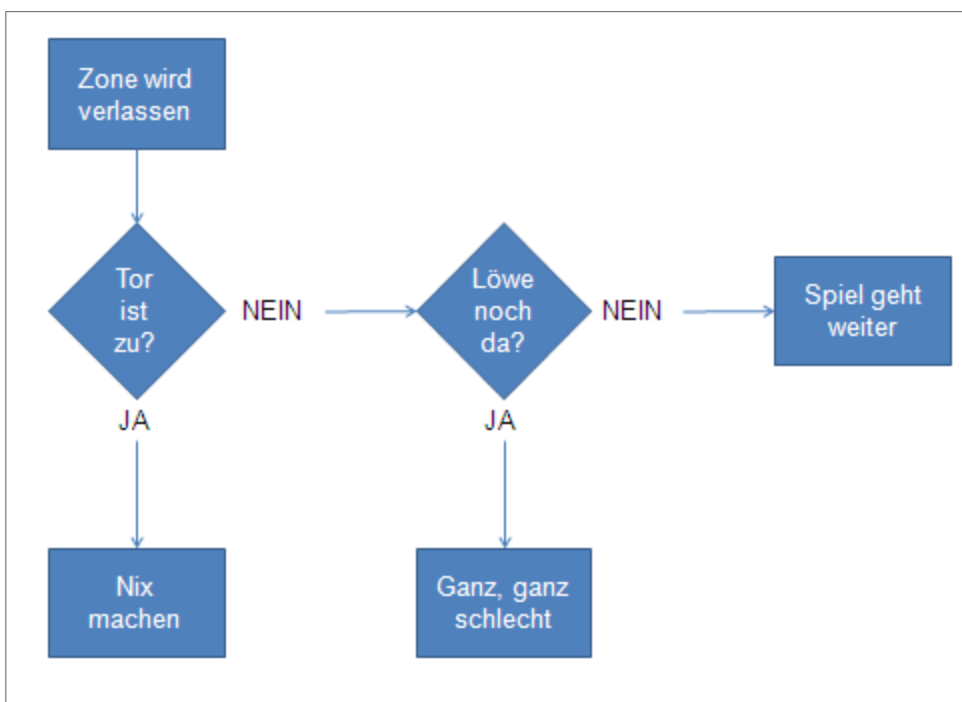 Zone wird
verlassen
Tor
ist
zu?
NEIN
Löwe
noch
da?
NEIN
Spiel geht
weiter
JA
JA
Nix
machen
Ganz, ganz
schlecht